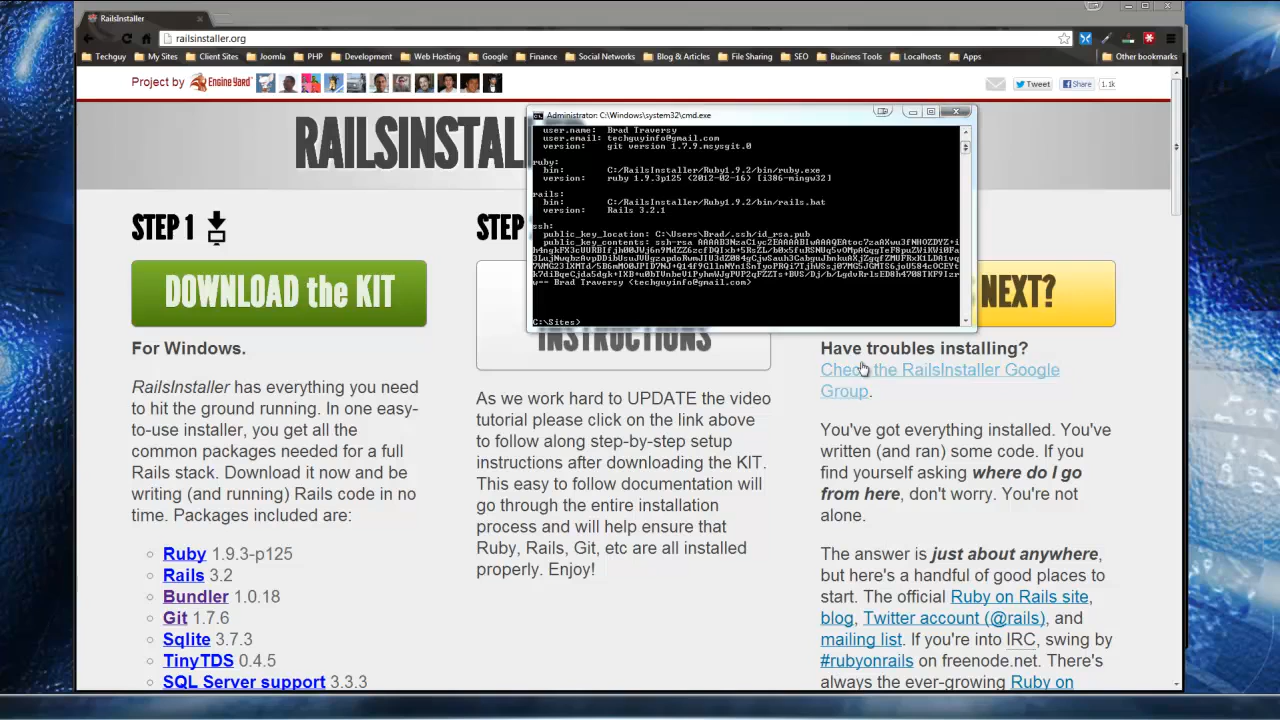 RailsInstaller
railsinstaller.org
Techguy My Sites Client Sites Joomla PHP Development Web Hosting Google Finance Social Networks Blog & Articles File Sharing SEO Business Tools Localhosts Apps Other bookmarks
Project by Engine Yard
Tweet Share 1.1k
RAILSINSTAL
Administrator: C:\Windows\system32\cmd.exe
user.name: Brad Traversy
user.email: techguyinfo@gmail.com
version: git version 1.7.9.msysgit.0
ruby:
bin: C:/RailsInstaller/Ruby1.9.2/bin/ruby.exe
version: ruby 1.9.3p125 (2012-02-16) [i386-mingw32]
rails:
bin: C:/RailsInstaller/Ruby1.9.2/bin/rails.bat
version: Rails 3.2.1
ssh:
public_key_location: C:\Users\Brad/.ssh/id_rsa.pub
public_key_contents: ssh-rsa
w== Brad Traversy (techguyinfo@gmail.com)
C:\Sites>
STEP 1
DOWNLOAD the KIT
For Windows.
RailsInstaller has everything you need
to hit the ground running. In one easy-
to-use installer, you get all the
common packages needed for a full
Rails stack. Download it now and be
writing (and running) Rails code in no
time. Packages included are:
Ruby 1.9.3-p125
Rails 3.2
Bundler 1.0.18
Git 1.7.6
Sqlite 3.7.3
TinyTDS 0.4.5
SQL Server support 3.3.3
STEP
INSTRUCTIONS
As we work hard to UPDATE the video
tutorial please click on the link above
to follow along step-by-step setup
instructions after downloading the KIT.
This easy to follow documentation will
go through the entire installation
process and will help ensure that
Ruby, Rails, Git, etc are all installed
properly. Enjoy!
NEXT?
Have troubles installing?
Check the RailsInstaller Google
Group.
You've got everything installed. You've
written (and ran) some code. If you
find yourself asking where do I go
from here, don't worry. You're not
alone.
The answer is just about anywhere,
but here's a handful of good places to
start. The official Ruby on Rails site,
blog, Twitter account (@rails), and
mailing list. If you're into IRC, swing by
#rubyonrails on freenode.net. There's
always the ever-growing Ruby on